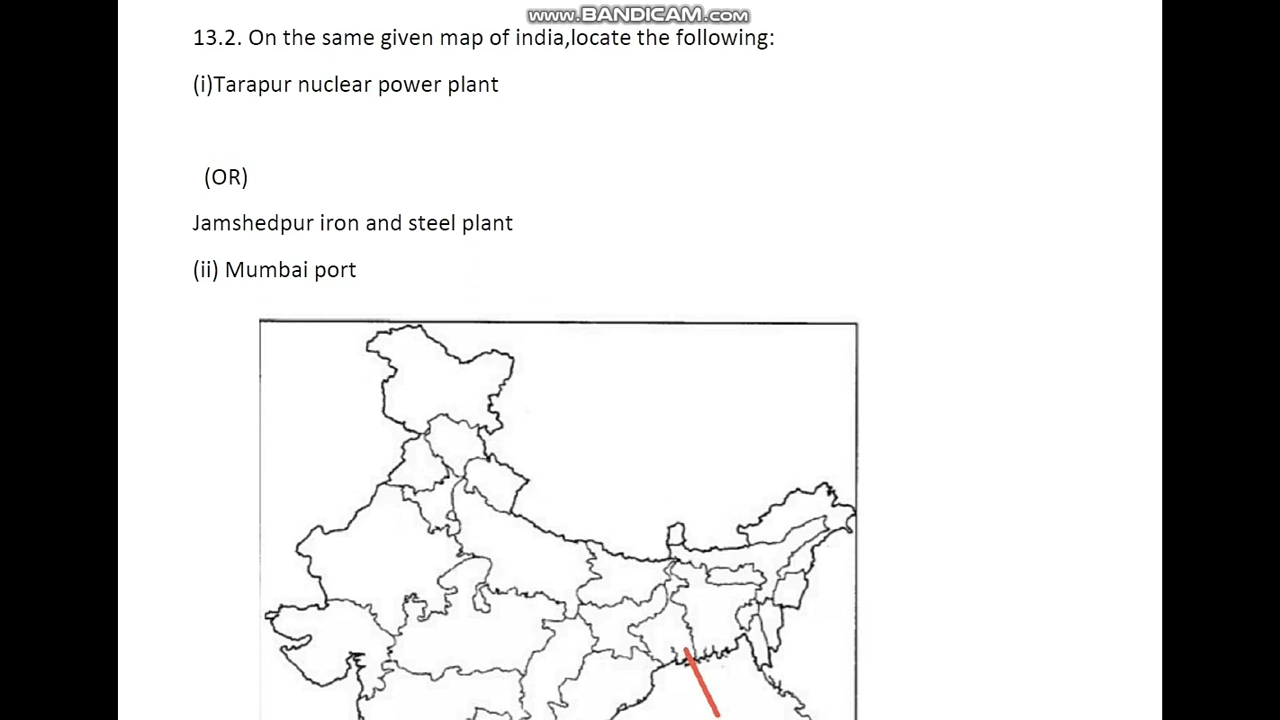 www.BANDICAM.com
13.2. On the same given map of india,locate the following:
(i)Tarapur nuclear power plant
(OR)
Jamshedpur iron and steel plant
(ii) Mumbai port